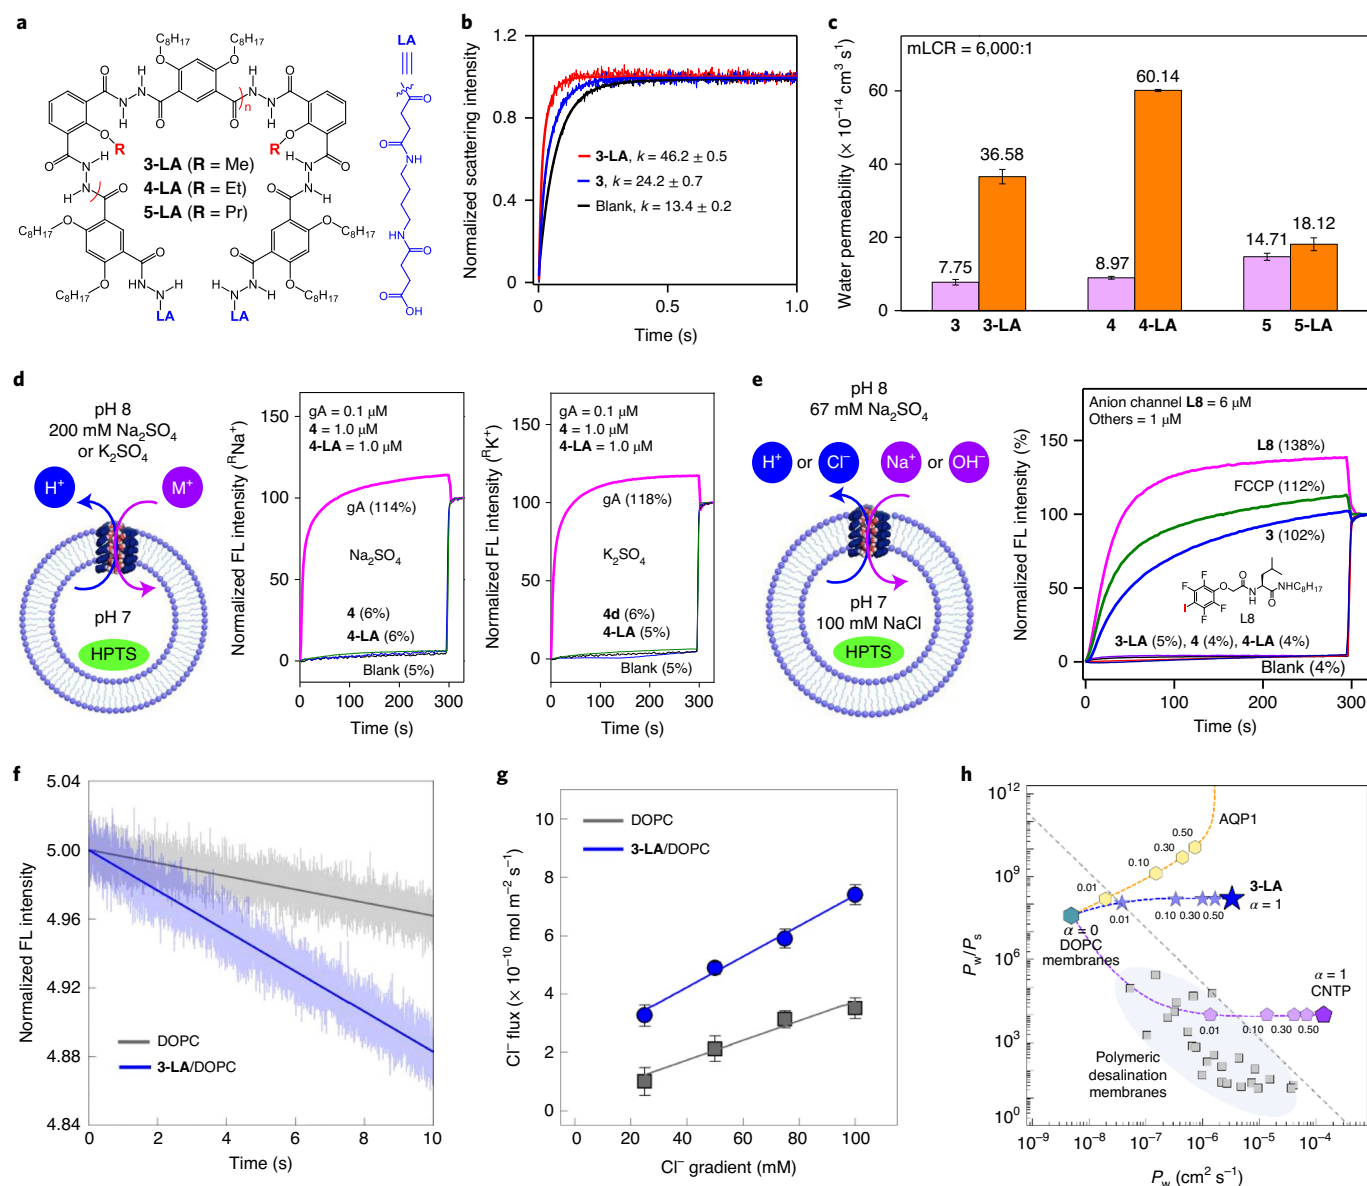 a
C8H17
C8H17
LA
O
O
O
H
N
N
H
O
O
H
N
N
H
O
n
O
R
O
R
O
O
H
N
N
H
3-LA (R = Me)
4-LA (R = Et)
5-LA (R = Pr)
H
N
N
H
O
O
C8H17
O
O
C8H17
O
O
C8H17
O
O
C8H17
HN
N
H
LA
N
H
N
H
LA
O
O
NH
HN
O
O
OH
b
Normalized scattering intensity
1.2
0.8
0.4
0
3-LA, k = 46.2 ± 0.5
3, k = 24.2 ± 0.7
Blank, k = 13.4 ± 0.2
0
0.5
1.0
Time (s)
c
Water permeability (× 10−14 cm3 s−1)
mLCR = 6,000:1
60
40
20
0
7.75
36.58
8.97
60.14
14.71
18.12
3 3-LA
4 4-LA
5 5-LA
d
pH 8
200 mM Na2SO4
or K2SO4
H+
M+
pH 7
HPTS
Normalized FL intensity (RNa+)
150
100
50
0
gA = 0.1 μM
4 = 1.0 μM
4-LA = 1.0 μM
gA (114%)
Na2SO4
4 (6%)
4-LA (6%)
Blank (5%)
0 100 200 300
Time (s)
Normalized FL intensity (RK+)
150
100
50
0
gA = 0.1 μM
4 = 1.0 μM
4-LA = 1.0 μM
gA (118%)
K2SO4
4d (6%)
4-LA (5%)
Blank (5%)
0 100 200 300
Time (s)
e
pH 8
67 mM Na2SO4
H+ or Cl− Na+ or OH−
pH 7
100 mM NaCl
HPTS
Normalized FL intensity (%)
150
100
50
0
Anion channel L8 = 6 μM
Others = 1 μM
L8 (138%)
FCCP (112%)
3 (102%)
F
F
I
F
F
O
O
N
H
O
NHC8H17
L8
3-LA (5%), 4 (4%), 4-LA (4%)
Blank (4%)
0 100 200 300
Time (s)
f
Normalized FL intensity
5.04
5.00
4.96
4.92
4.88
4.84
DOPC
3-LA/DOPC
0 2 4 6 8 10
Time (s)
g
Cl− flux (× 10−10 mol m−2 s−1)
10
8
6
4
2
0
DOPC
3-LA/DOPC
0 20 40 60 80 100
Cl− gradient (mM)
h
Pw/Ps
1012
109
106
103
100
AQP1
0.50
0.30
0.10
0.01
3-LA
α = 1
0.01
0.10 0.30 0.50
α = 0
DOPC
membranes
α = 1
CNTP
0.01 0.10 0.30 0.50
Polymeric
desalination
membranes
10−9 10−8 10−7 10−6 10−5 10−4
Pw (cm2 s−1)